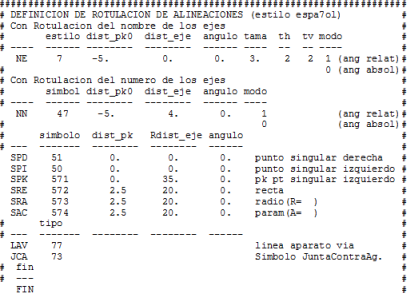 ################################################################
# DEFINICION DE ROTULACION DE ALINEACIONES (estilo espa7ol) #
# Con Rotulacion del nombre de los ejes #
# estilo dist_pk0 dist_eje angulo tama th tv modo #
# --- ------ -------- -------- ------ ---- -- -- ---- #
NE 7 -5. 0. 0. 3. 2 2 1 (ang relat)#
# 0 (ang absol)#
# Con Rotulacion del numero de los ejes #
# simbol dist_pk0 dist_eje angulo modo #
# ---- ------ -------- -------- ------ ---- #
NN 47 -5. 4. 0. 1 (ang relat)#
# 0 (ang absol)#
# simbolo dist_pk Rdist_eje angulo #
# --- ------- -------- -------- ------ #
SPD 51 0. 0. 0. punto singular derecha #
SPI 50 0. 0. 0. punto singular izquierdo #
SPK 571 0. 35. 0. pk pt singular izquierdo #
SRE 572 2.5 20. 0. recta #
SRA 573 2.5 20. 0. radio(R= ) #
SAC 574 2.5 20. 0. param(A= ) #
# tipo #
# --- ------- -------- -------- ------ #
LAV 77 linea aparato via #
JCA 73 Simbolo JuntaContraAg. #
# fin #
# --- #
FIN